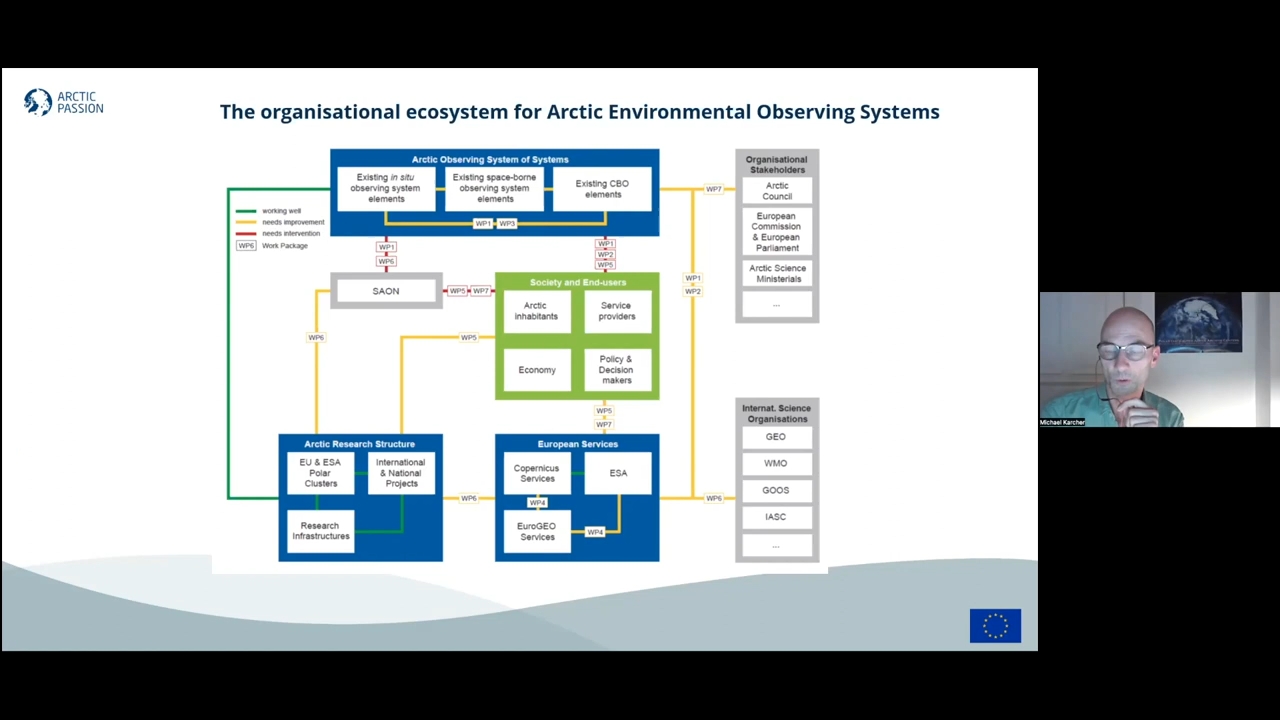 ARCTIC
PASSION
The organisational ecosystem for Arctic Environmental Observing Systems
Arctic Observing System of Systems
Existing in situ
observing system
elements
Existing space-borne
observing system
elements
Existing CBO
elements
WP1
WP3
working well
needs improvement
needs intervention
WP6
Work Package
WP1
WP6
WP1
WP2
WP5
WP7
Organisational
Stakeholders
Arctic
Council
European
Commission
& European
Parliament
Arctic Science
Ministerials
...
SAON
WP5
WP7
Society and End-users
Arctic
inhabitants
Service
providers
Economy
Policy &
Decision
makers
WP1
WP2
WP6
WP5
WP5
WP7
Arctic Research Structure
EU & ESA
Polar
Clusters
International
& National
Projects
Research
Infrastructures
WP6
European Services
Copernicus
Services
ESA
WP4
EuroGEO
Services
WP4
WP6
Internat. Science
Organisations
GEO
WMO
GOOS
IASC
...
Michael Karcher